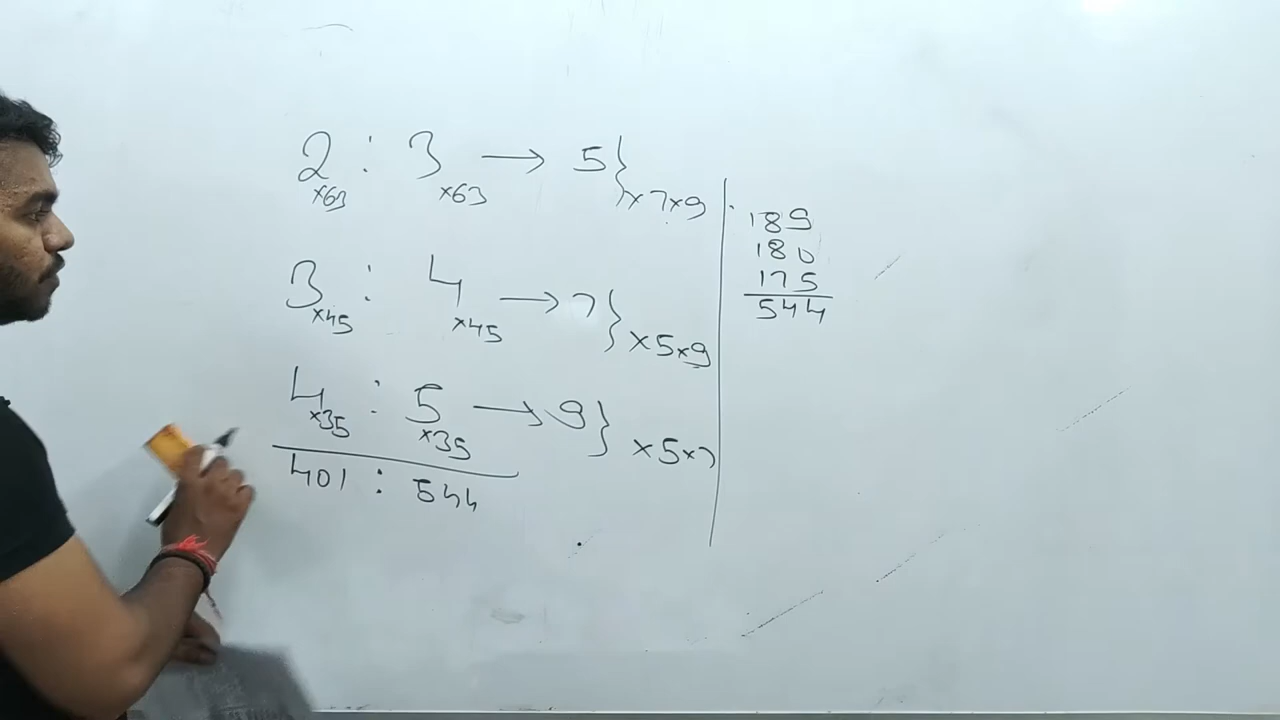 2 : 3 → 5 }
×63 ×63 ×7×9
3 : 4 → 7 }
×45 ×45 ×5×9
4 : 5 → 9 }
×35 ×35 ×5×7
401 : 544
189
180
175
544